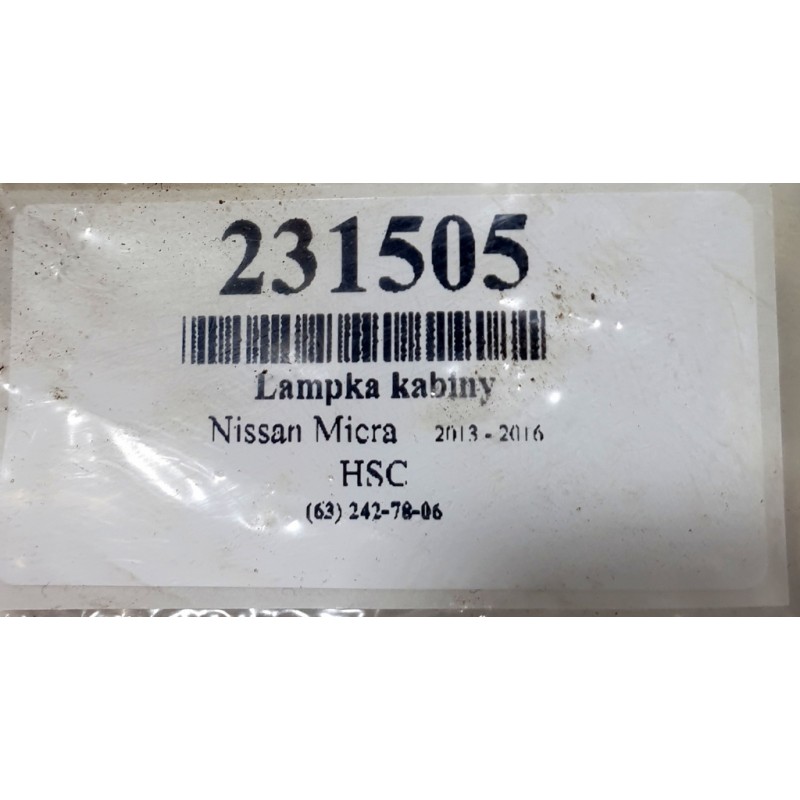 231505
Lampka kabiny
Nissan Micra 2013 - 2016
HSC
(63) 242-78-06